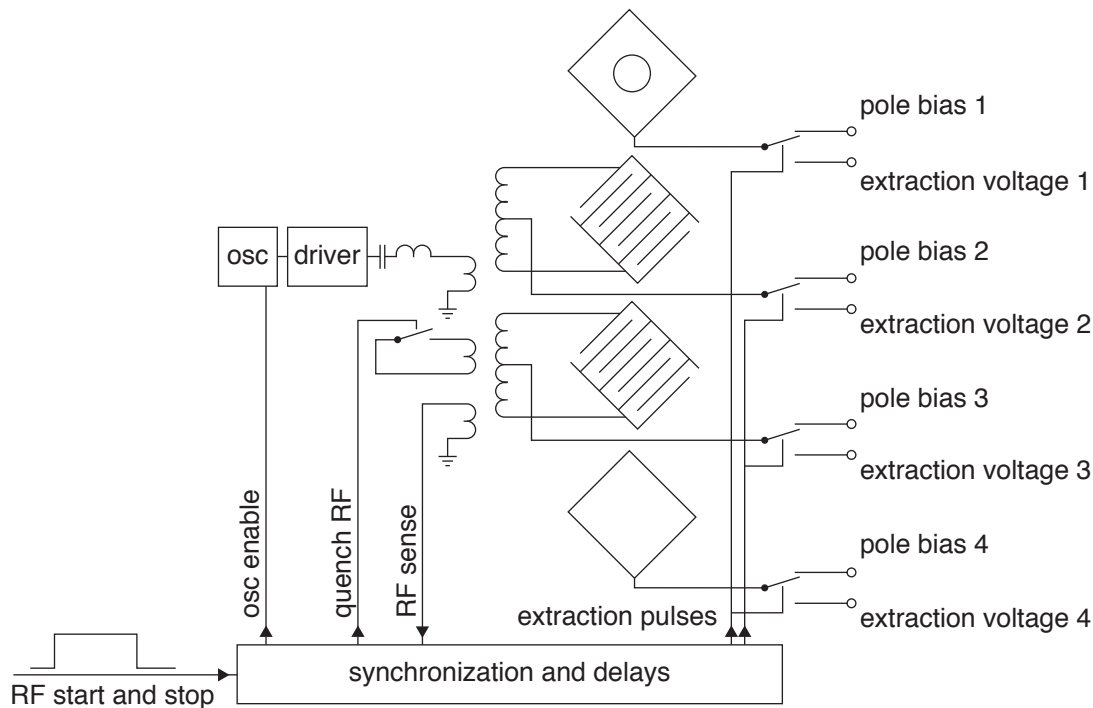 pole bias 1
extraction voltage 1
osc
driver
pole bias 2
extraction voltage 2
pole bias 3
extraction voltage 3
osc enable
quench RF
RF sense
pole bias 4
extraction pulses
extraction voltage 4
synchronization and delays
RF start and stop